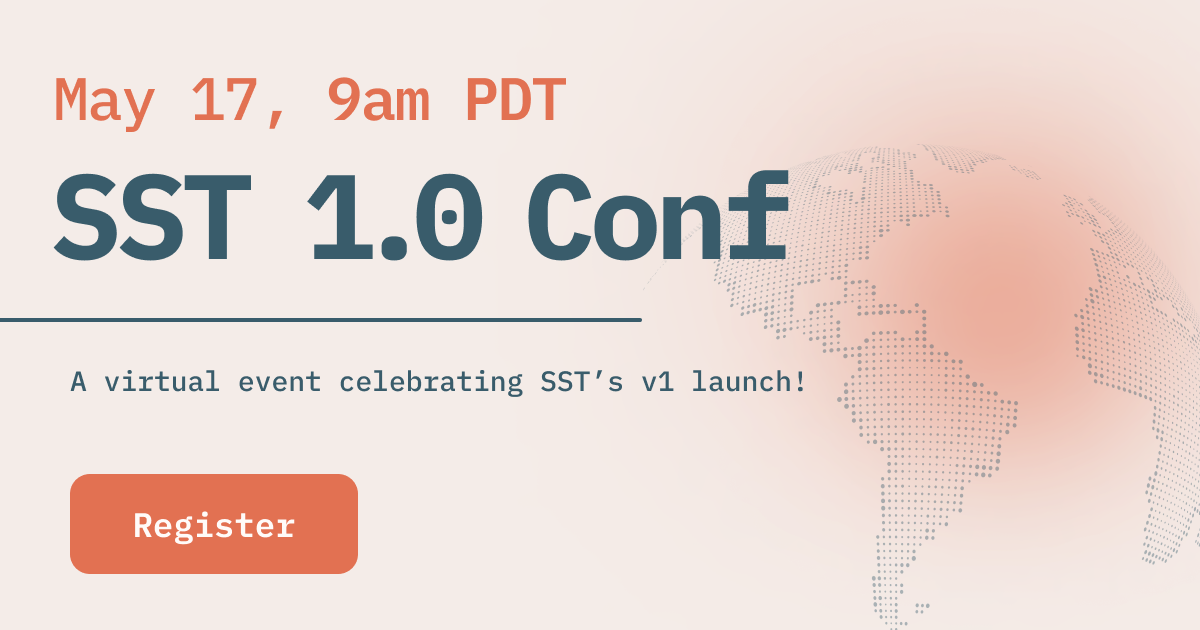 May 17, 9am PDT
SST 1.0 Conf
A virtual event celebrating SST’s v1 launch!
Register